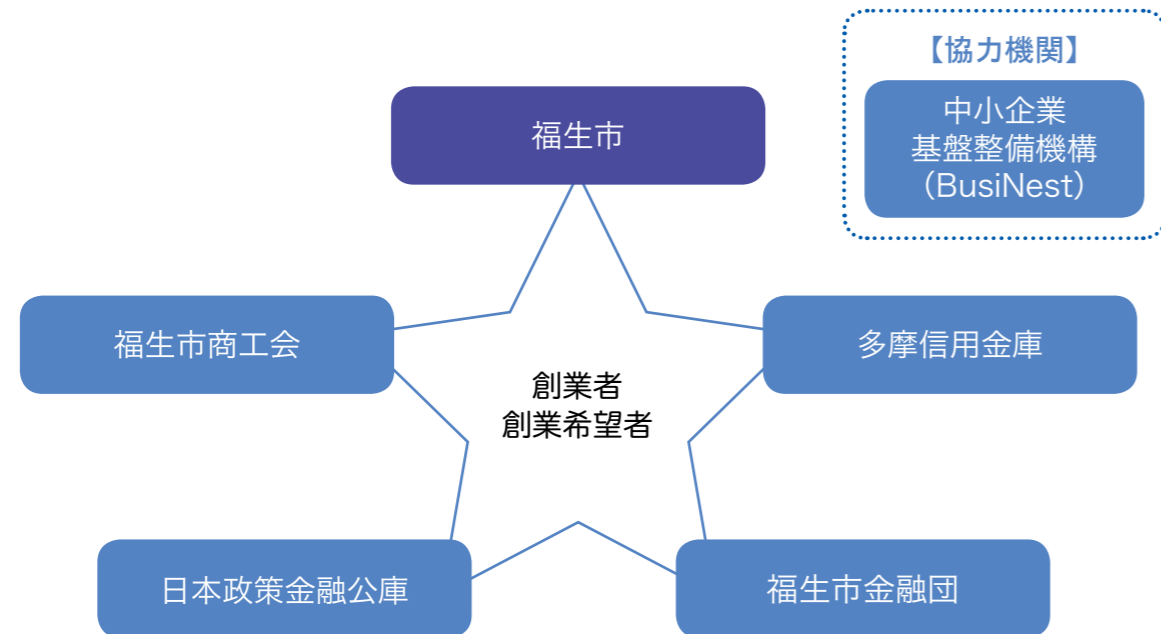 【協力機関】
中小企業
基盤整備機構
（BusiNest）
福生市
福生市商工会
多摩信用金庫
創業者
創業希望者
日本政策金融公庫
福生市金融団